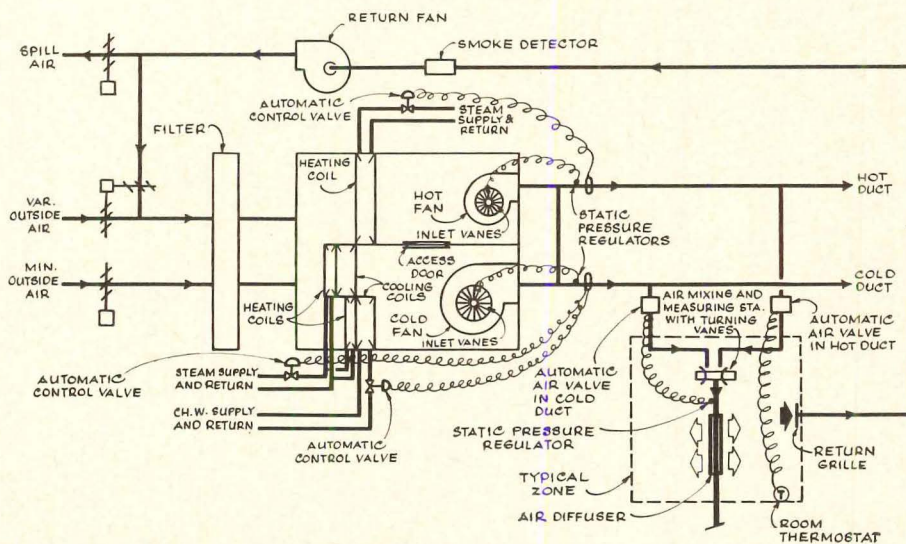 RETURN FAN
SMOKE DETECTOR
SPILL
AIR
AUTOMATIC
CONTROL VALVE
STEAM
SUPPLY &
RETURN
FILTER
HEATING
COIL
HOT
FAN
INLET VANES
HOT
DUCT
STATIC
PRESSURE
REGULATORS
VAR.
OUTSIDE
AIR
ACCESS
DOOR
MIN.
OUTSIDE
AIR
COLD
DUCT
COOLING
COILS
HEATING
COILS
COLD
FAN
INLET VANES
AIR MIXING AND
MEASURING STA.
WITH TURNING
VANES
AUTOMATIC
AIR VALVE
IN HOT DUCT
AUTOMATIC
CONTROL VALVE
STEAM SUPPLY
AND RETURN
AUTOMATIC
AIR VALVE
IN COLD
DUCT
CH.W. SUPPLY
AND RETURN
AUTOMATIC
CONTROL VALVE
STATIC PRESSURE
REGULATOR
RETURN
GRILLE
TYPICAL
ZONE
AIR DIFFUSER
T
ROOM
THERMOSTAT